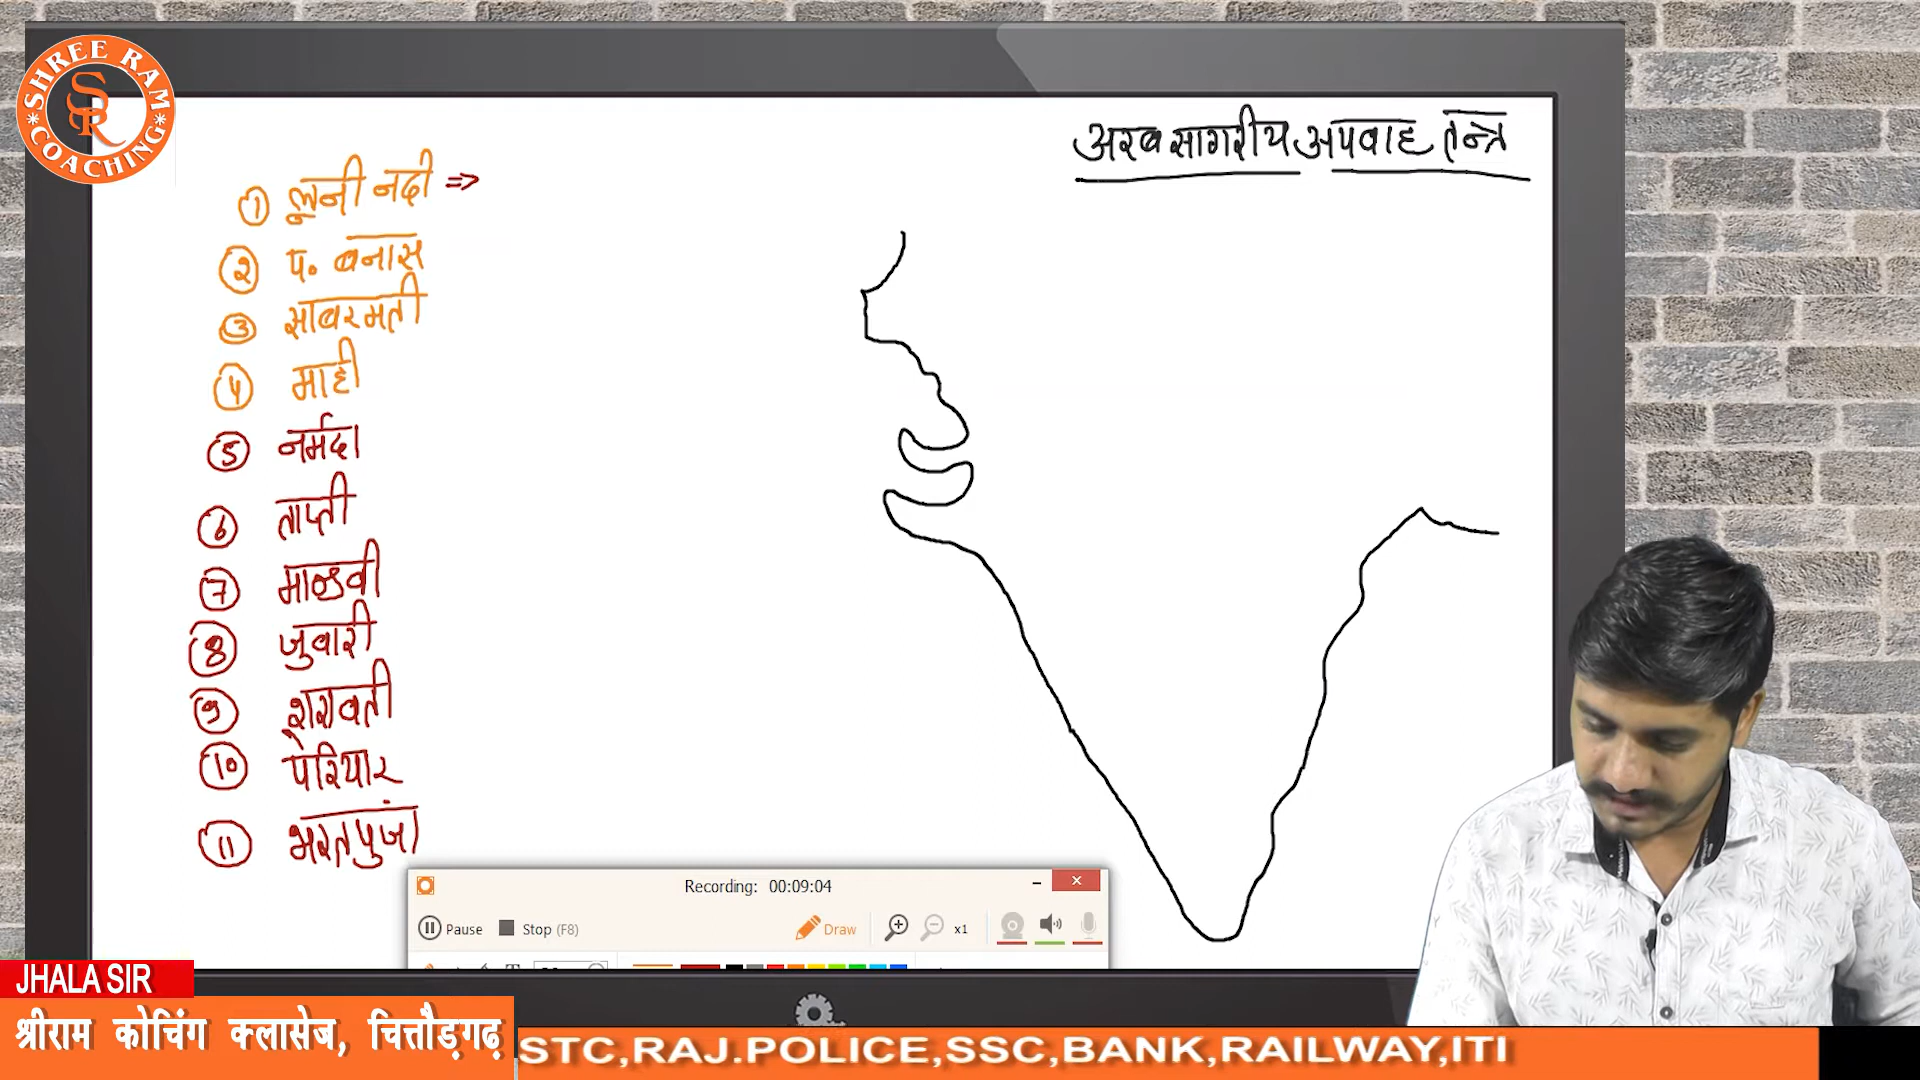 SHREE RAM
SR
COACHING
अरब सागरीय अपवाह तन्त्र
① लूनी नदी ⇒
② प. बनास
③ साबरमती
④ माही
⑤ नर्मदा
⑥ ताप्ती
⑦ माण्डवी
⑧ जुवारी
⑨ शरावती
⑩ पेरियार
⑪ भरतपुंजा
Recording: 00:09:04
Pause Stop (F8) Draw x1
JHALA SIR
श्रीराम कोचिंग क्लासेज, चित्तौड़गढ़
STC,RAJ.POLICE,SSC,BANK,RAILWAY,ITI